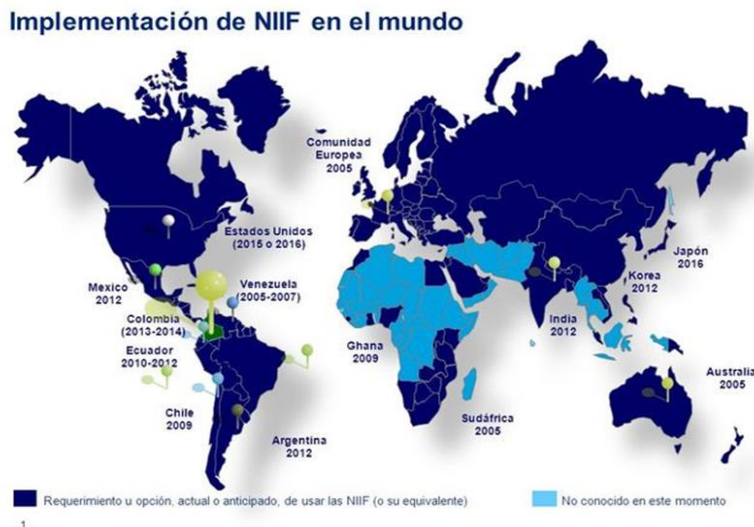 Implementación de NIIF en el mundo
Comunidad
Europea
2005
Estados Unidos
(2015 o 2016)
Mexico
2012
Venezuela
(2005-2007)
Colombia
(2013-2014)
Ecuador
2010-2012
Chile
2009
Argentina
2012
Ghana
2009
Sudáfrica
2005
India
2012
Korea
2012
Japón
2016
Australia
2005
Requerimiento u opción, actual o anticipado, de usar las NIIF (o su equivalente)
No conocido en este momento
1